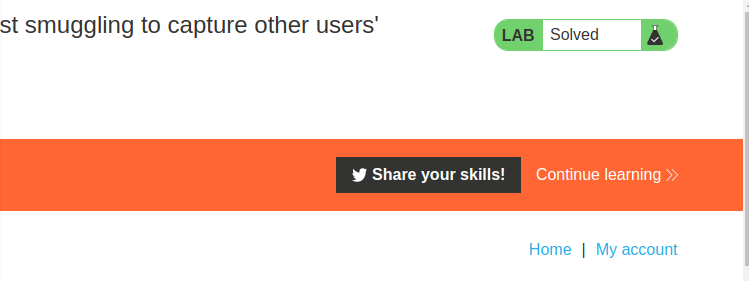 st smuggling to capture other users'
LAB Solved
Share your skills! Continue learning
Home | My account